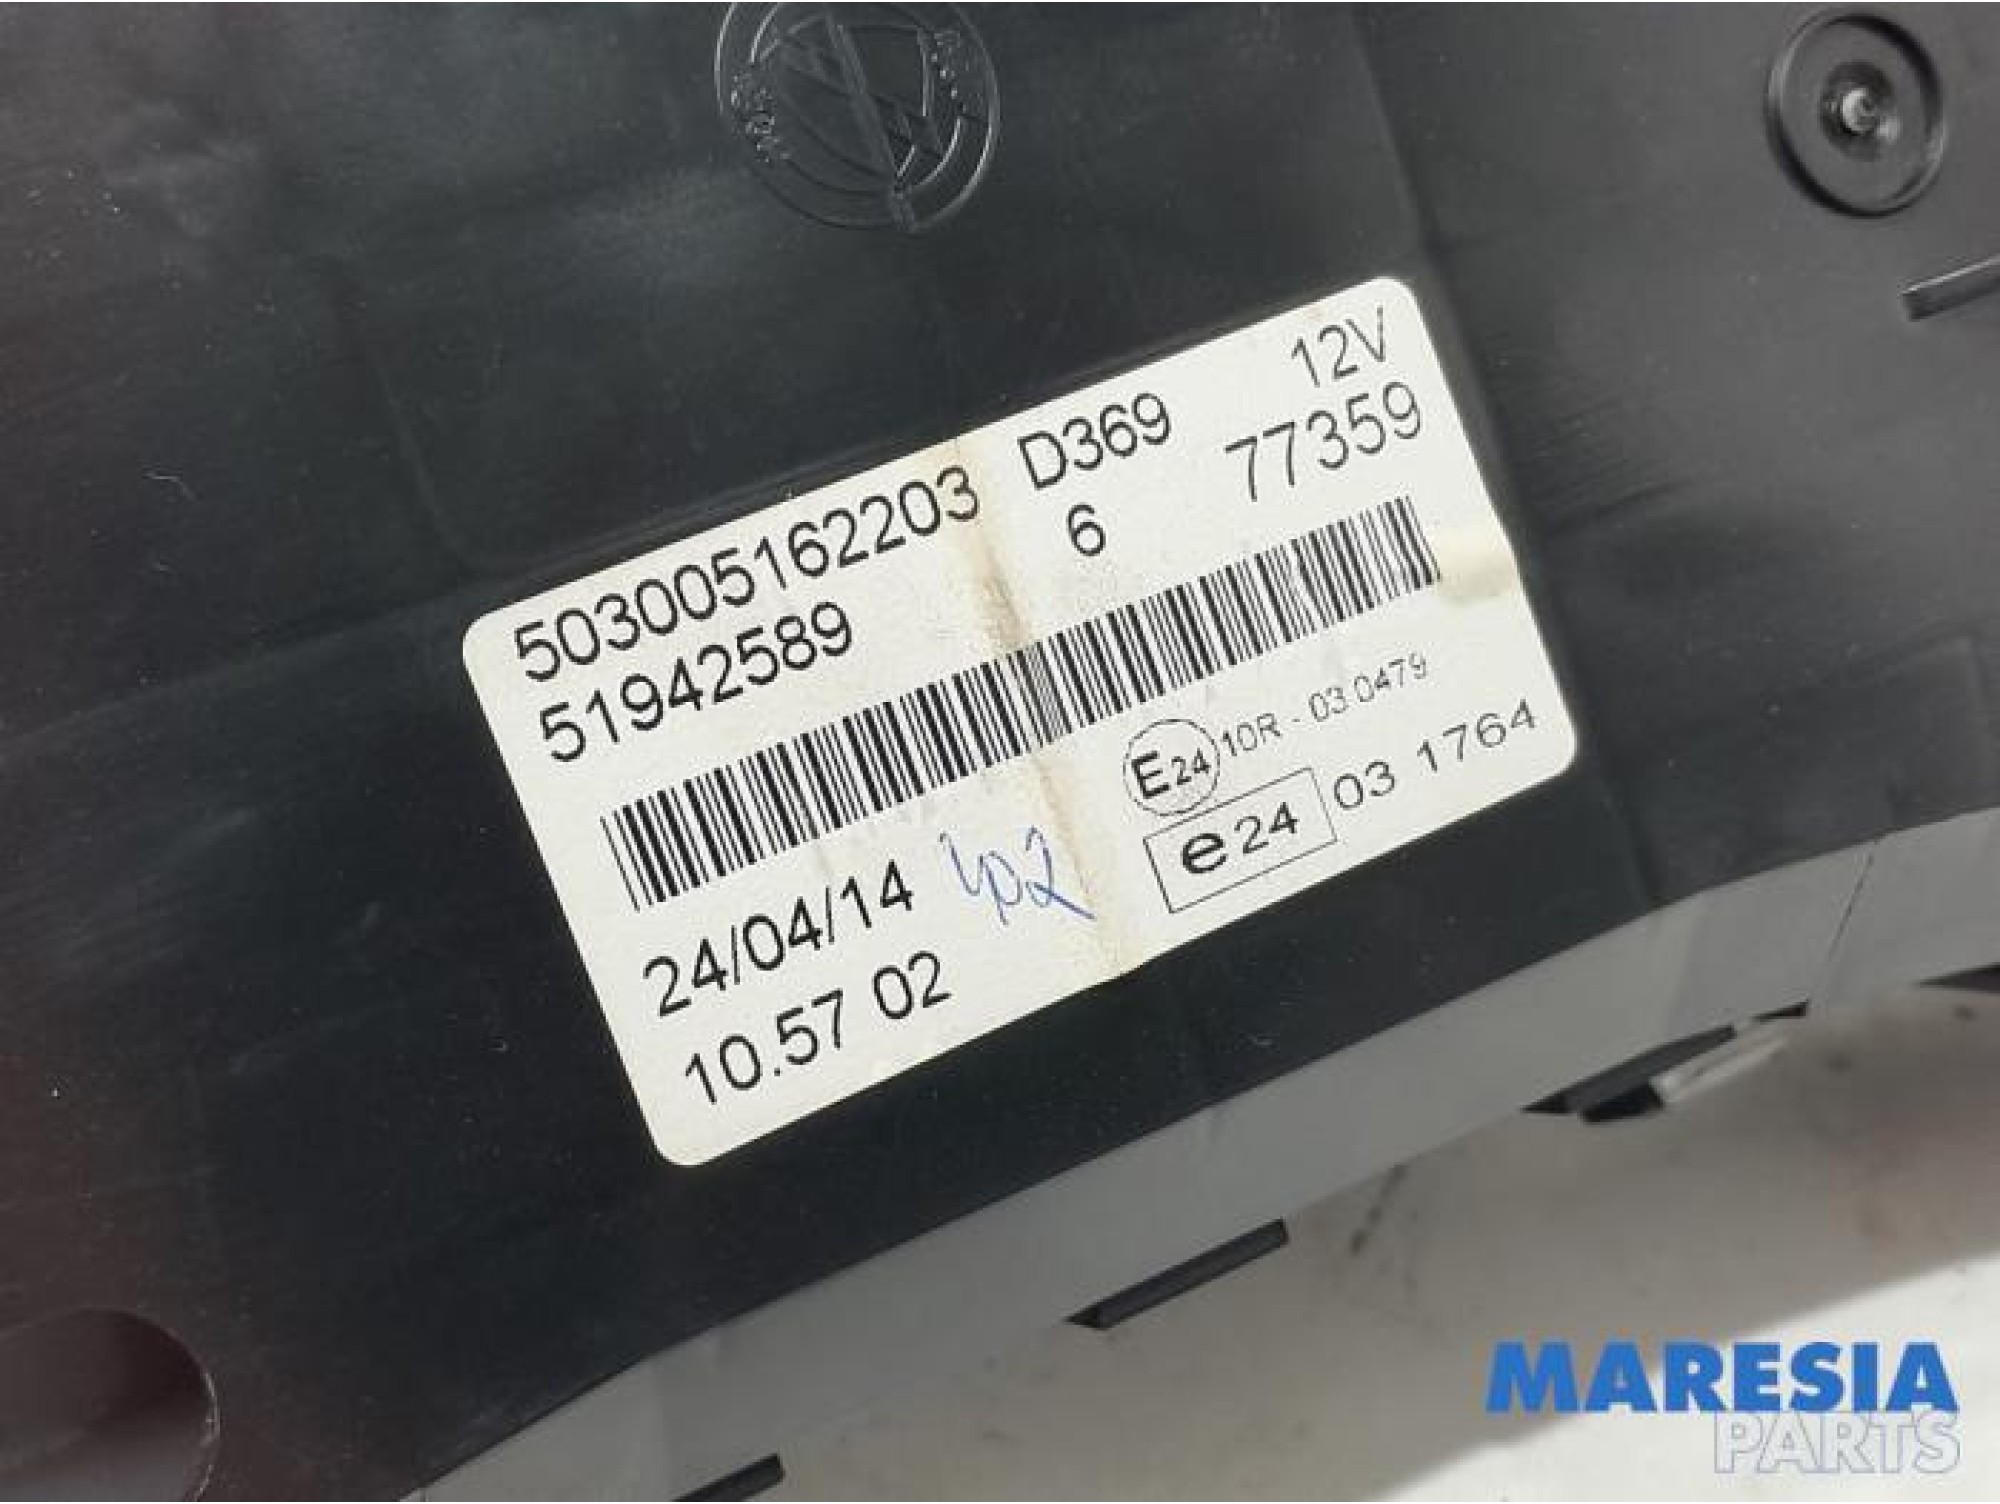 12V
503005162203 D369
51942589 6 77359
E24 10R - 03 0479
e24 03 1764
24/04/14 402
10.57 02
MARESIA
PARTS